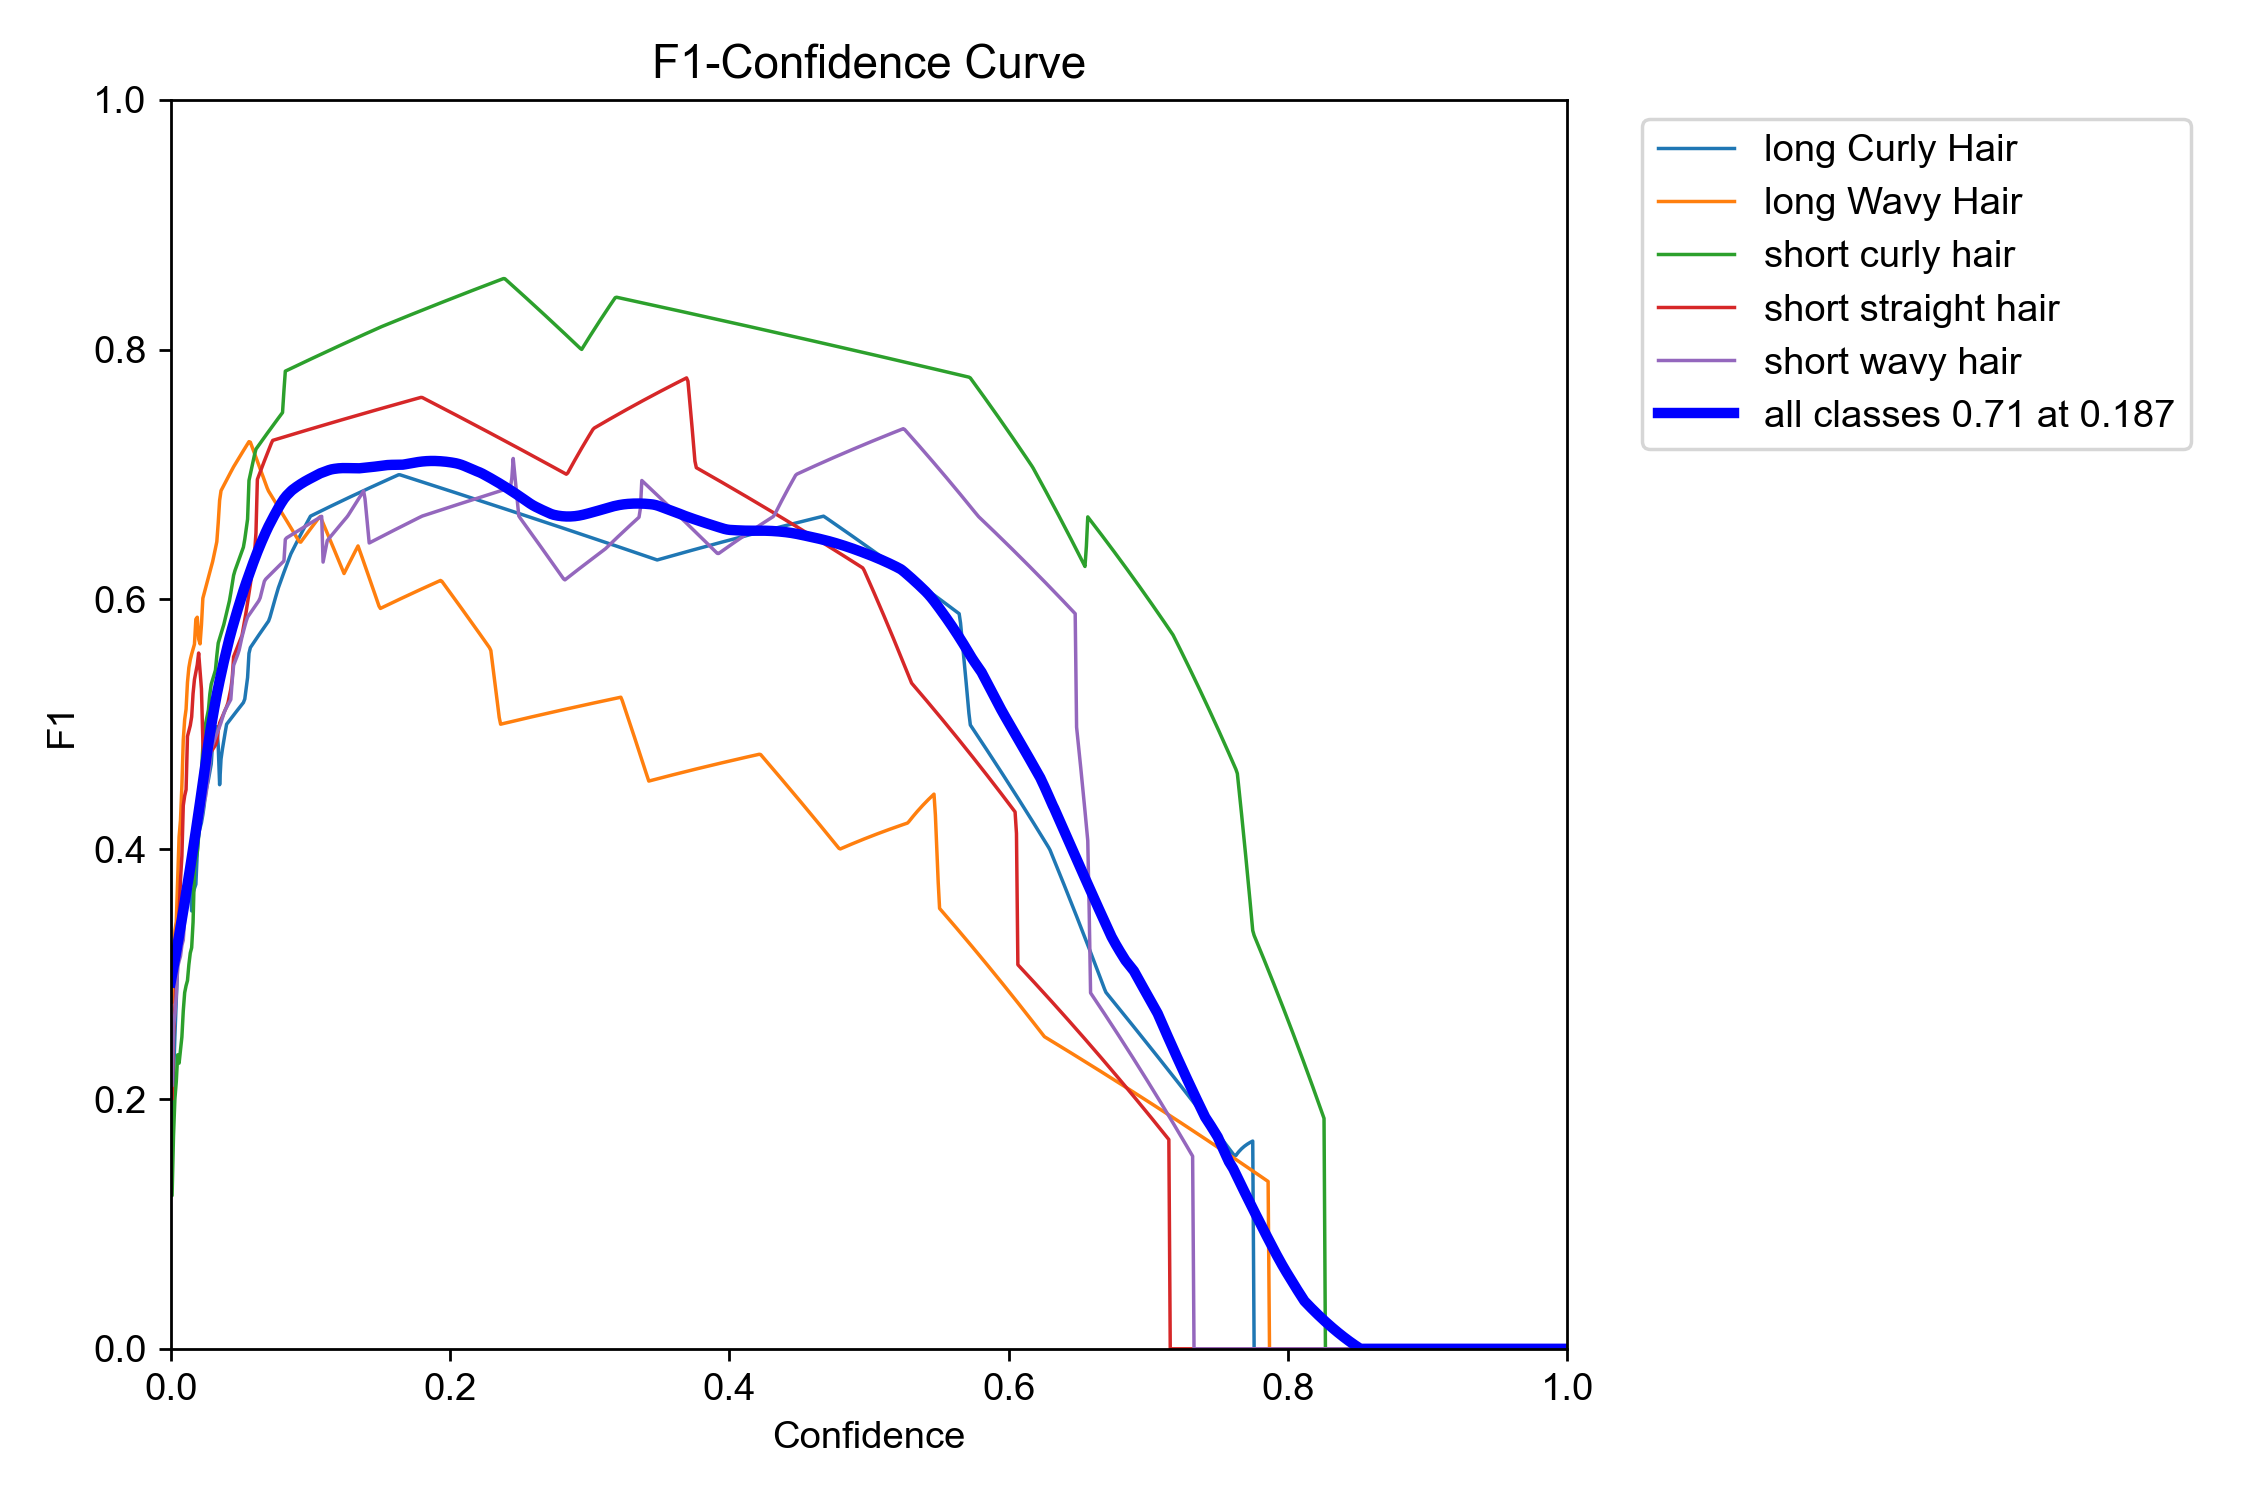 F1-Confidence Curve
1.0
0.8
0.6
0.4
0.2
0.0
F1
0.0 0.2 0.4 0.6 0.8 1.0
Confidence
long Curly Hair
long Wavy Hair
short curly hair
short straight hair
short wavy hair
all classes 0.71 at 0.187